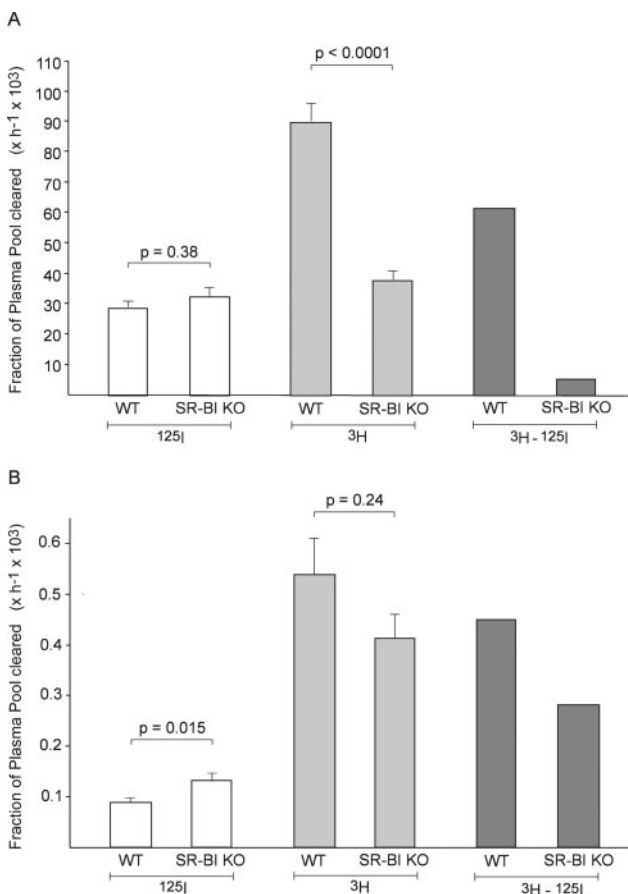 A
Fraction of Plasma Pool cleared (x h-1 x 103)
110
100
90
80
70
60
50
40
30
20
10
p = 0.38
p < 0.0001
WT SR-BI KO WT SR-BI KO WT SR-BI KO
125I 3H 3H - 125I
B
Fraction of Plasma Pool cleared (x h-1 x 103)
0.6
0.5
0.4
0.3
0.2
0.1
p = 0.015
p = 0.24
WT SR-BI KO WT SR-BI KO WT SR-BI KO
125I 3H 3H - 125I